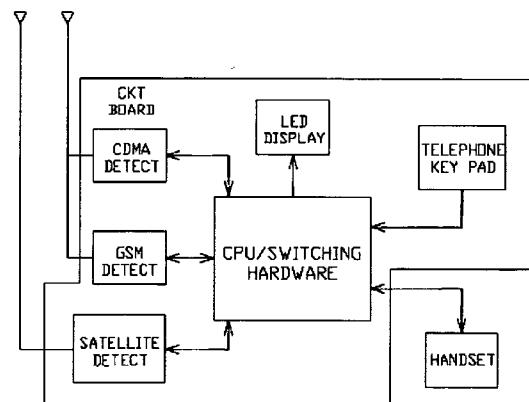 CKT
BOARD
CDMA
DETECT
LED
DISPLAY
TELEPHONE
KEY PAD
GSM
DETECT
CPU/SWITCHING
HARDWARE
SATELLITE
DETECT
HANDSET